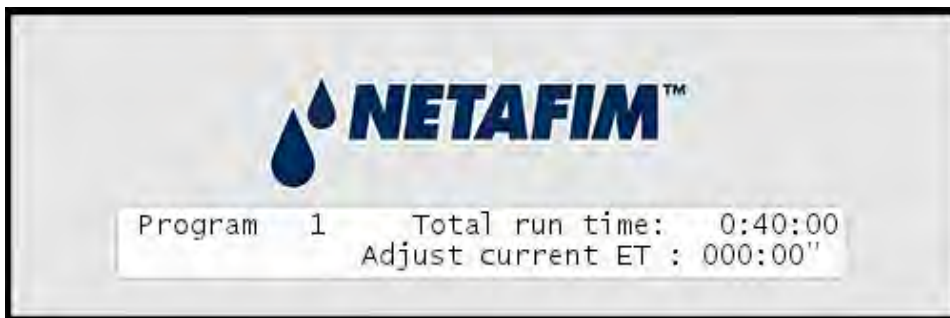 NETAFIM™
Program 1 Total run time: 0:40:00
Adjust current ET : 000:00"